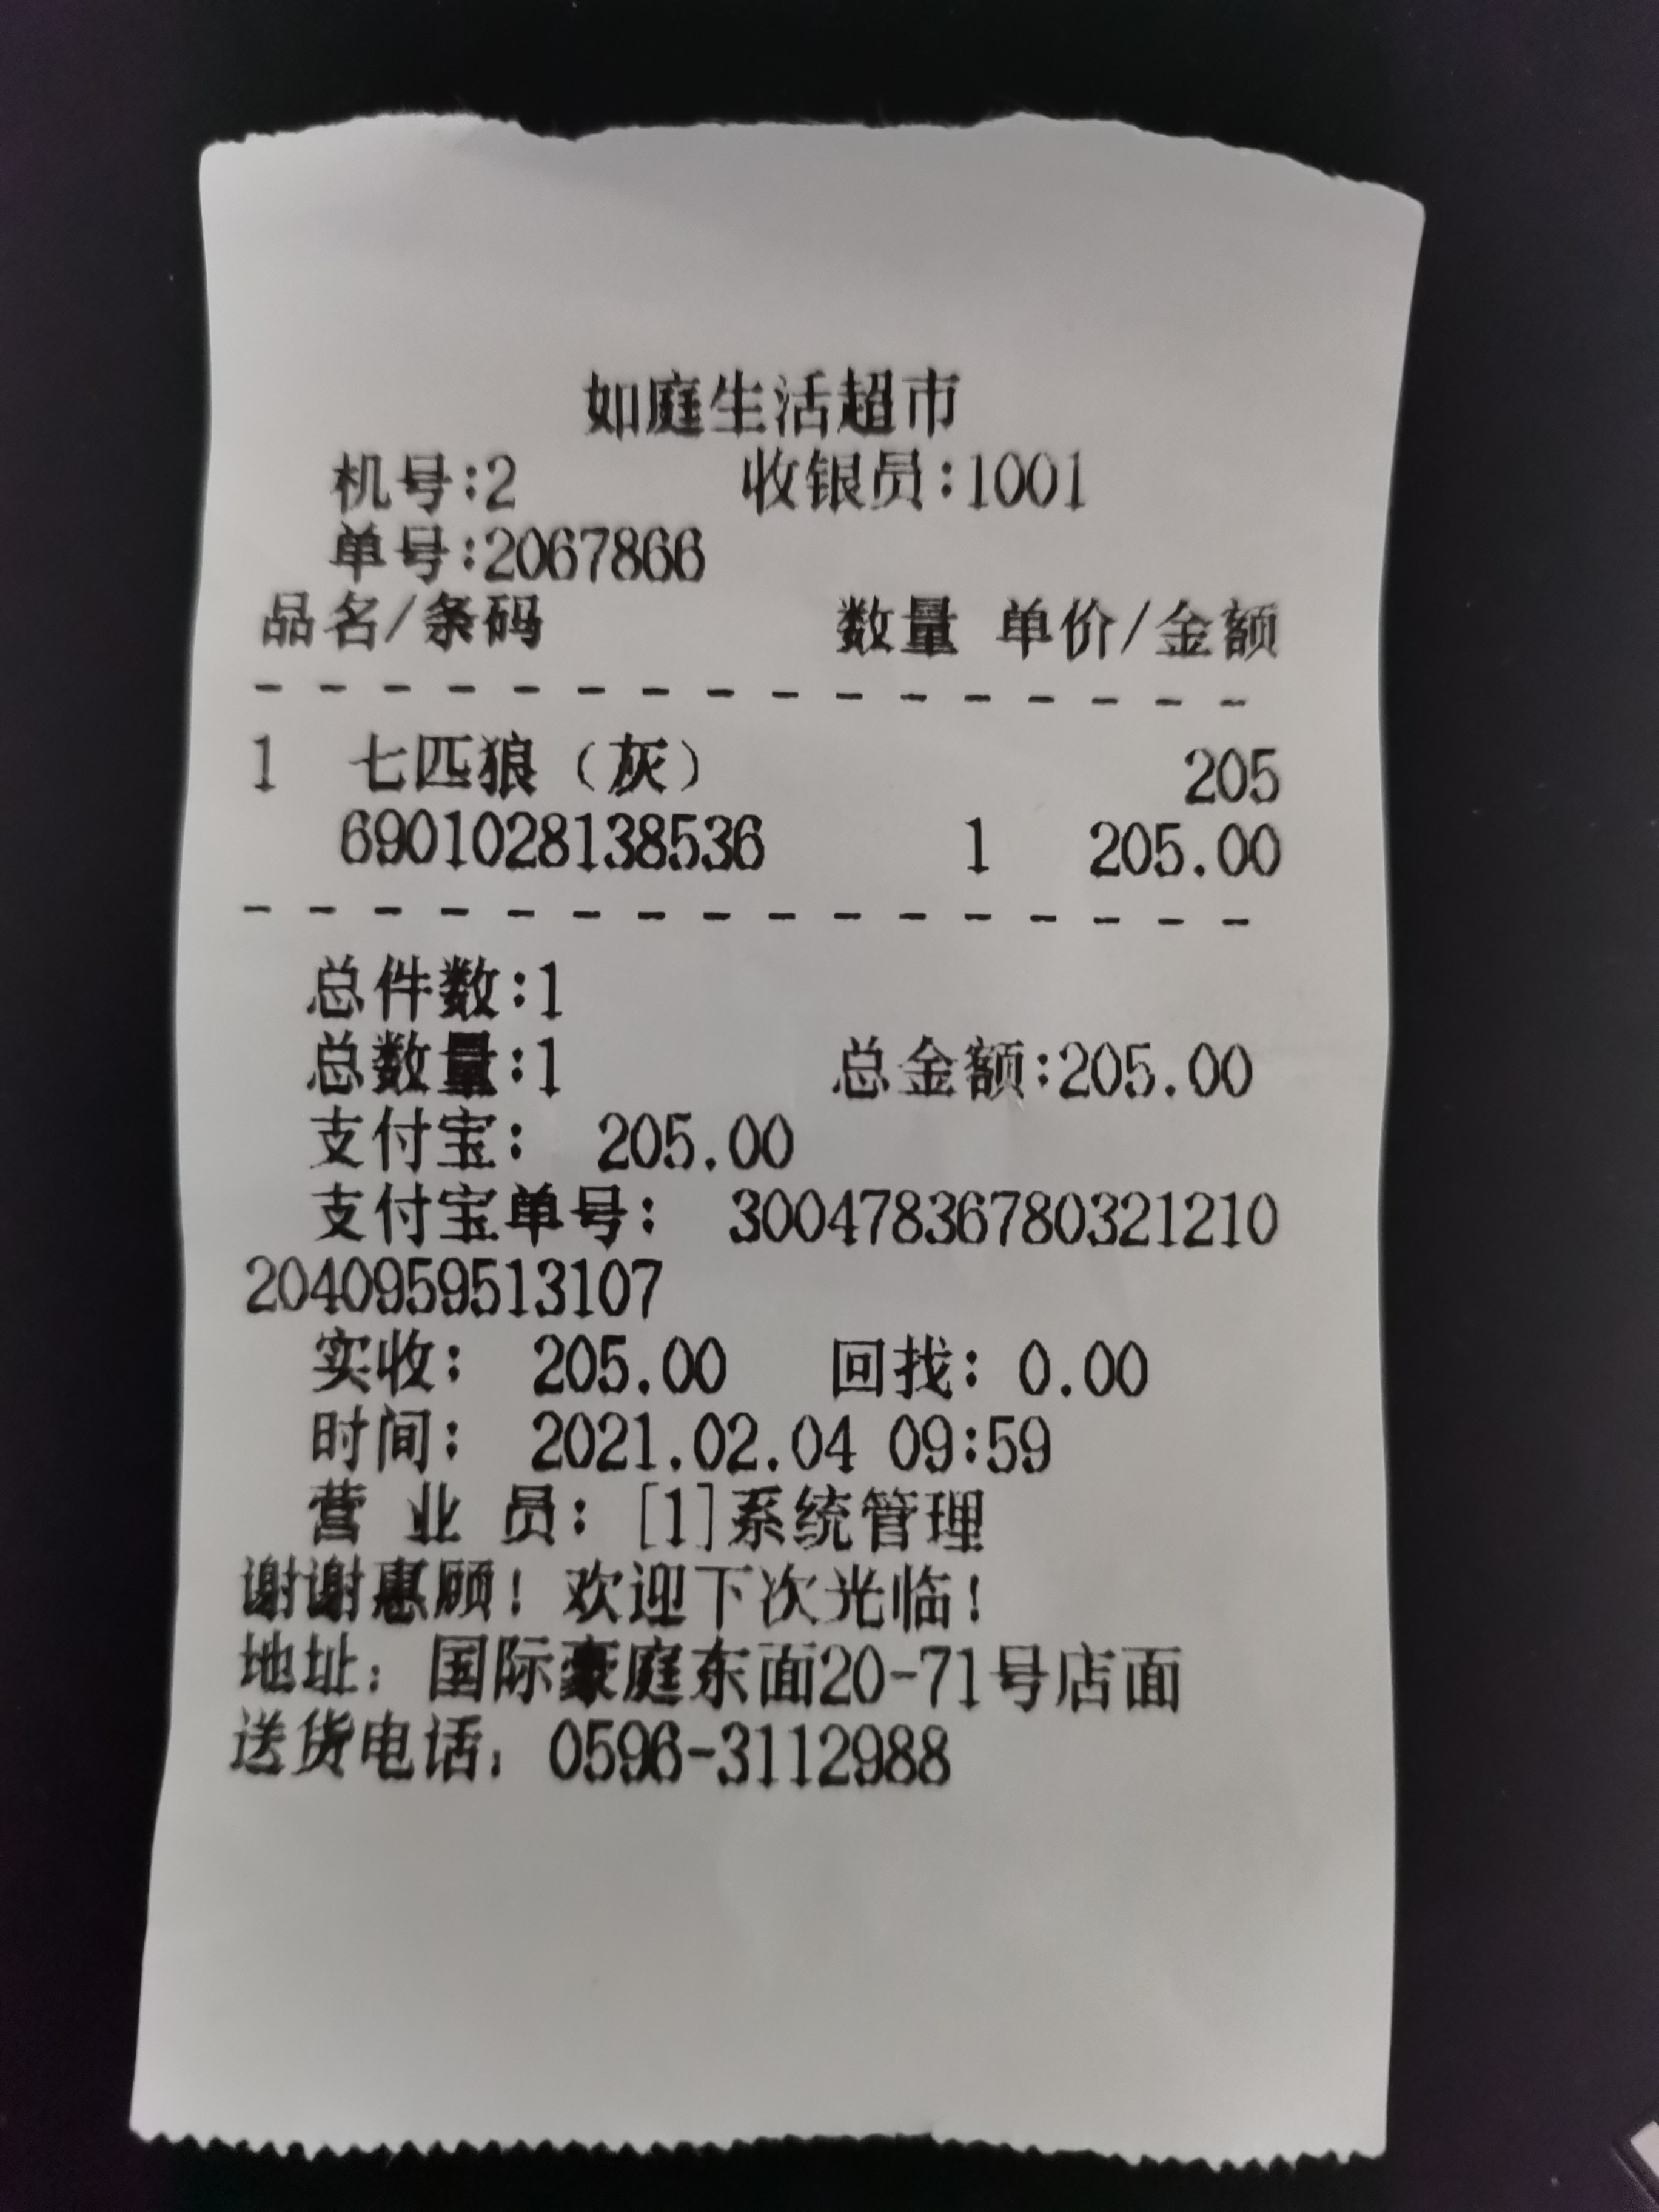 如庭生活超市
机号:2 收银员:1001
单号:2067866
品名/条码 数量 单价/金额
- - - - - - - - - - - - - - - -
1 七匹狼（灰） 205
6901028138536 1 205.00
- - - - - - - - - - - - - - - -
总件数:1
总数量:1 总金额:205.00
支付宝: 205.00
支付宝单号: 30047836780321210
2040959513107
实收: 205.00 回找: 0.00
时间: 2021.02.04 09:59
营 业 员: [1]系统管理
谢谢惠顾! 欢迎下次光临!
地址: 国际豪庭东面20-71号店面
送货电话: 0596-3112988